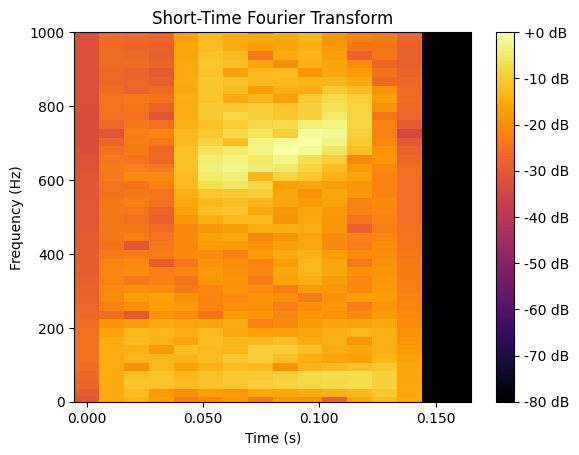 Short-Time Fourier Transform
1000
800
600
400
200
0
Frequency (Hz)
0.000
0.050
0.100
0.150
Time (s)
+0 dB
-10 dB
-20 dB
-30 dB
-40 dB
-50 dB
-60 dB
-70 dB
-80 dB